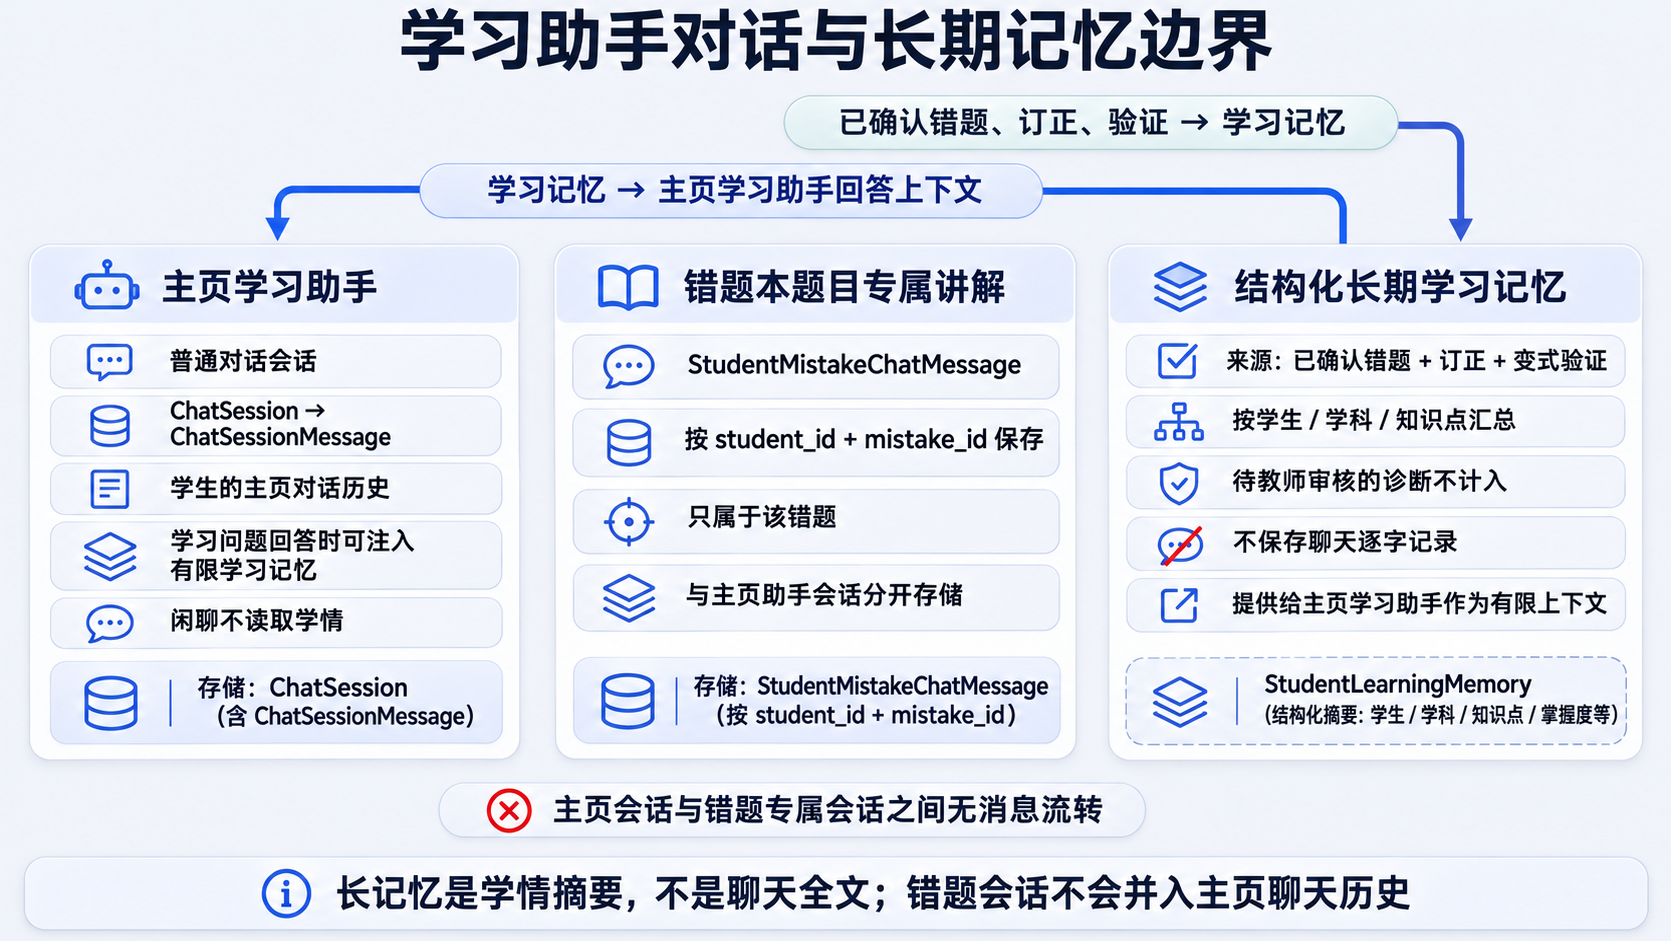 学习助手对话与长期记忆边界
已确认错题、订正、验证 → 学习记忆
学习记忆 → 主页学习助手回答上下文
主页学习助手
普通对话会话
ChatSession →
ChatSessionMessage
学生的主页对话历史
学习问题回答时可注入
有限学习记忆
闲聊不读取学情
存储：ChatSession
（含 ChatSessionMessage）
错题本题目专属讲解
StudentMistakeChatMessage
按 student_id + mistake_id 保存
只属于该错题
与主页助手会话分开存储
存储：StudentMistakeChatMessage
（按 student_id + mistake_id）
结构化长期学习记忆
来源：已确认错题 + 订正 + 变式验证
按学生 / 学科 / 知识点汇总
待教师审核的诊断不计入
不保存聊天逐字记录
提供给主页学习助手作为有限上下文
StudentLearningMemory
（结构化摘要：学生 / 学科 / 知识点 / 掌握度等）
主页会话与错题专属会话之间无消息流转
长记忆是学情摘要，不是聊天全文；错题会话不会并入主页聊天历史